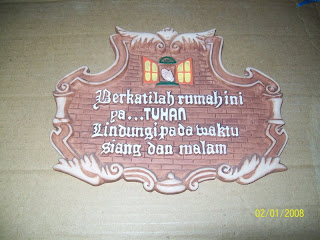 Berkatilah rumah ini
ya...TUHAN
Lindungi pada waktu
siang dan malam
02/01/2008